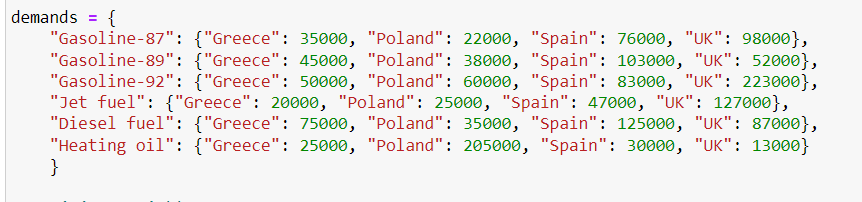 demands = {
    "Gasoline-87": {"Greece": 35000, "Poland": 22000, "Spain": 76000, "UK": 98000},
    "Gasoline-89": {"Greece": 45000, "Poland": 38000, "Spain": 103000, "UK": 52000},
    "Gasoline-92": {"Greece": 50000, "Poland": 60000, "Spain": 83000, "UK": 223000},
    "Jet fuel": {"Greece": 20000, "Poland": 25000, "Spain": 47000, "UK": 127000},
    "Diesel fuel": {"Greece": 75000, "Poland": 35000, "Spain": 125000, "UK": 87000},
    "Heating oil": {"Greece": 25000, "Poland": 205000, "Spain": 30000, "UK": 13000}
    }